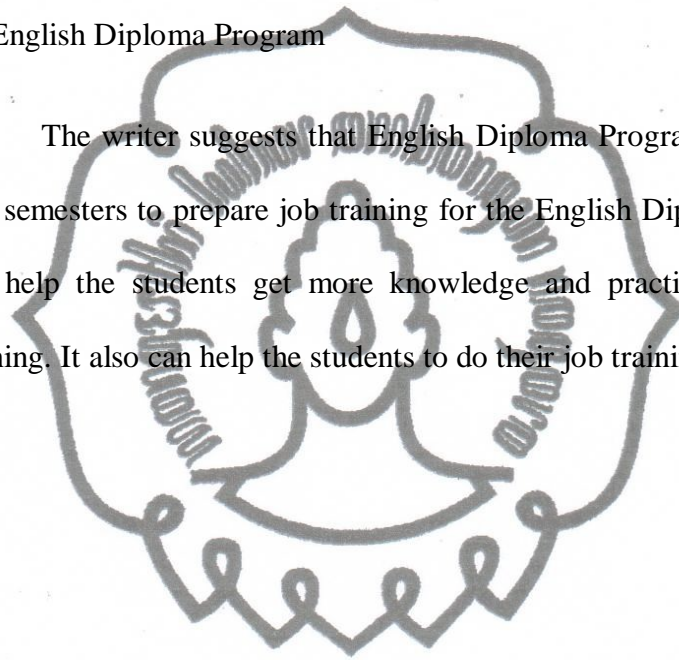 English Diploma Program
The writer suggests that English Diploma Progra
semesters to prepare job training for the English Dip
help the students get more knowledge and practi
ning. It also can help the students to do their job traini